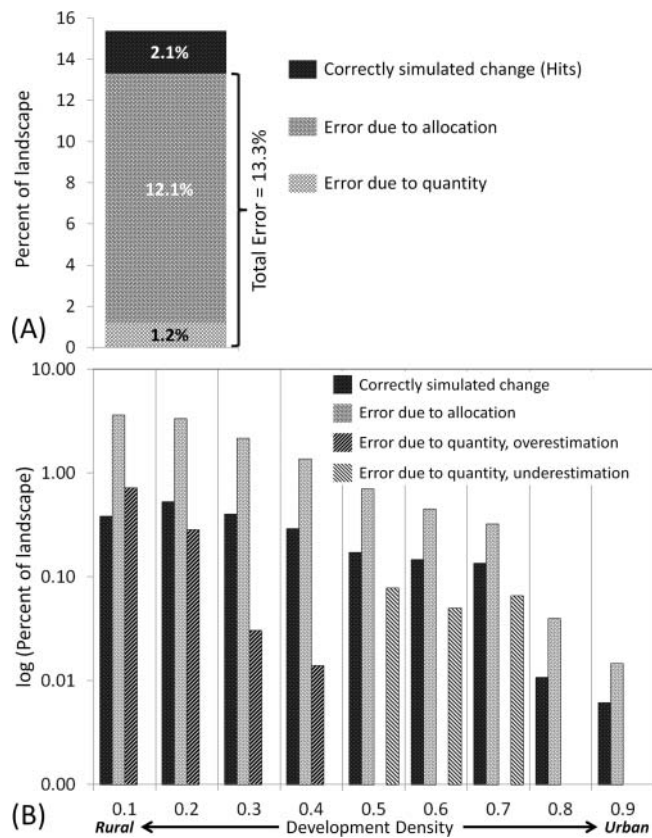 16
14
12
10
8
6
4
2
0
Percent of landscape
2.1%
12.1%
1.2%
Total Error = 13.3%
Correctly simulated change (Hits)
Error due to allocation
Error due to quantity
(A)
10.00
1.00
0.10
0.01
0.00
log (Percent of landscape)
Correctly simulated change
Error due to allocation
Error due to quantity, overestimation
Error due to quantity, underestimation
0.1 0.2 0.3 0.4 0.5 0.6 0.7 0.8 0.9
(B)
Rural Development Density Urban